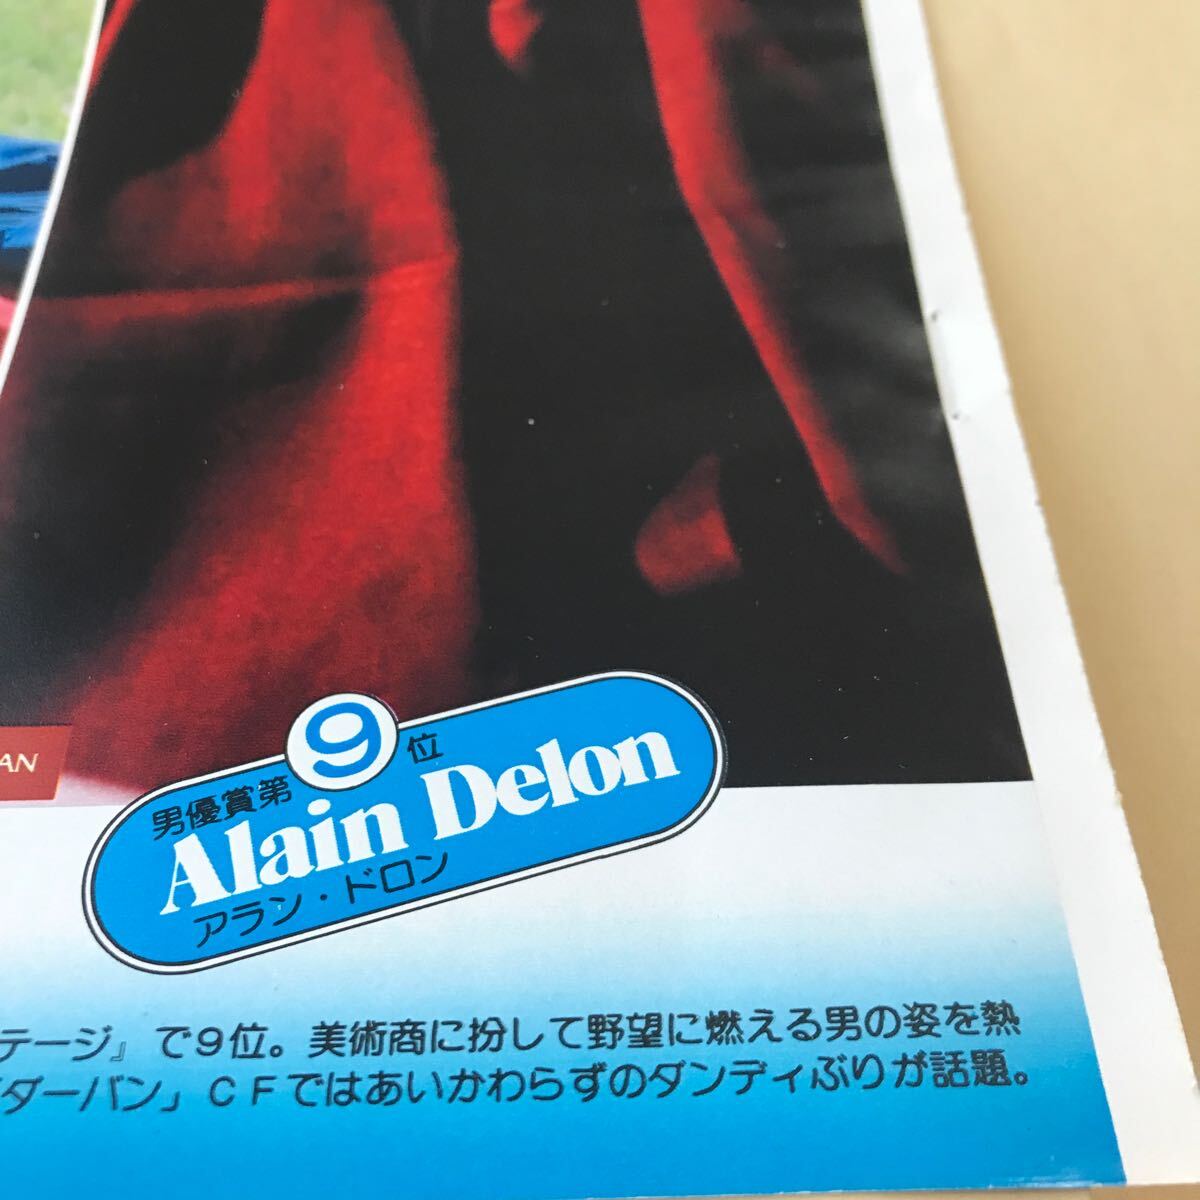 AN
男優賞第9位
Alain Delon
アラン・ドロン
テージ』で9位。美術商に扮して野望に燃える男の姿を熱
ダーバン」CFではあいかわらずのダンディぶりが話題。